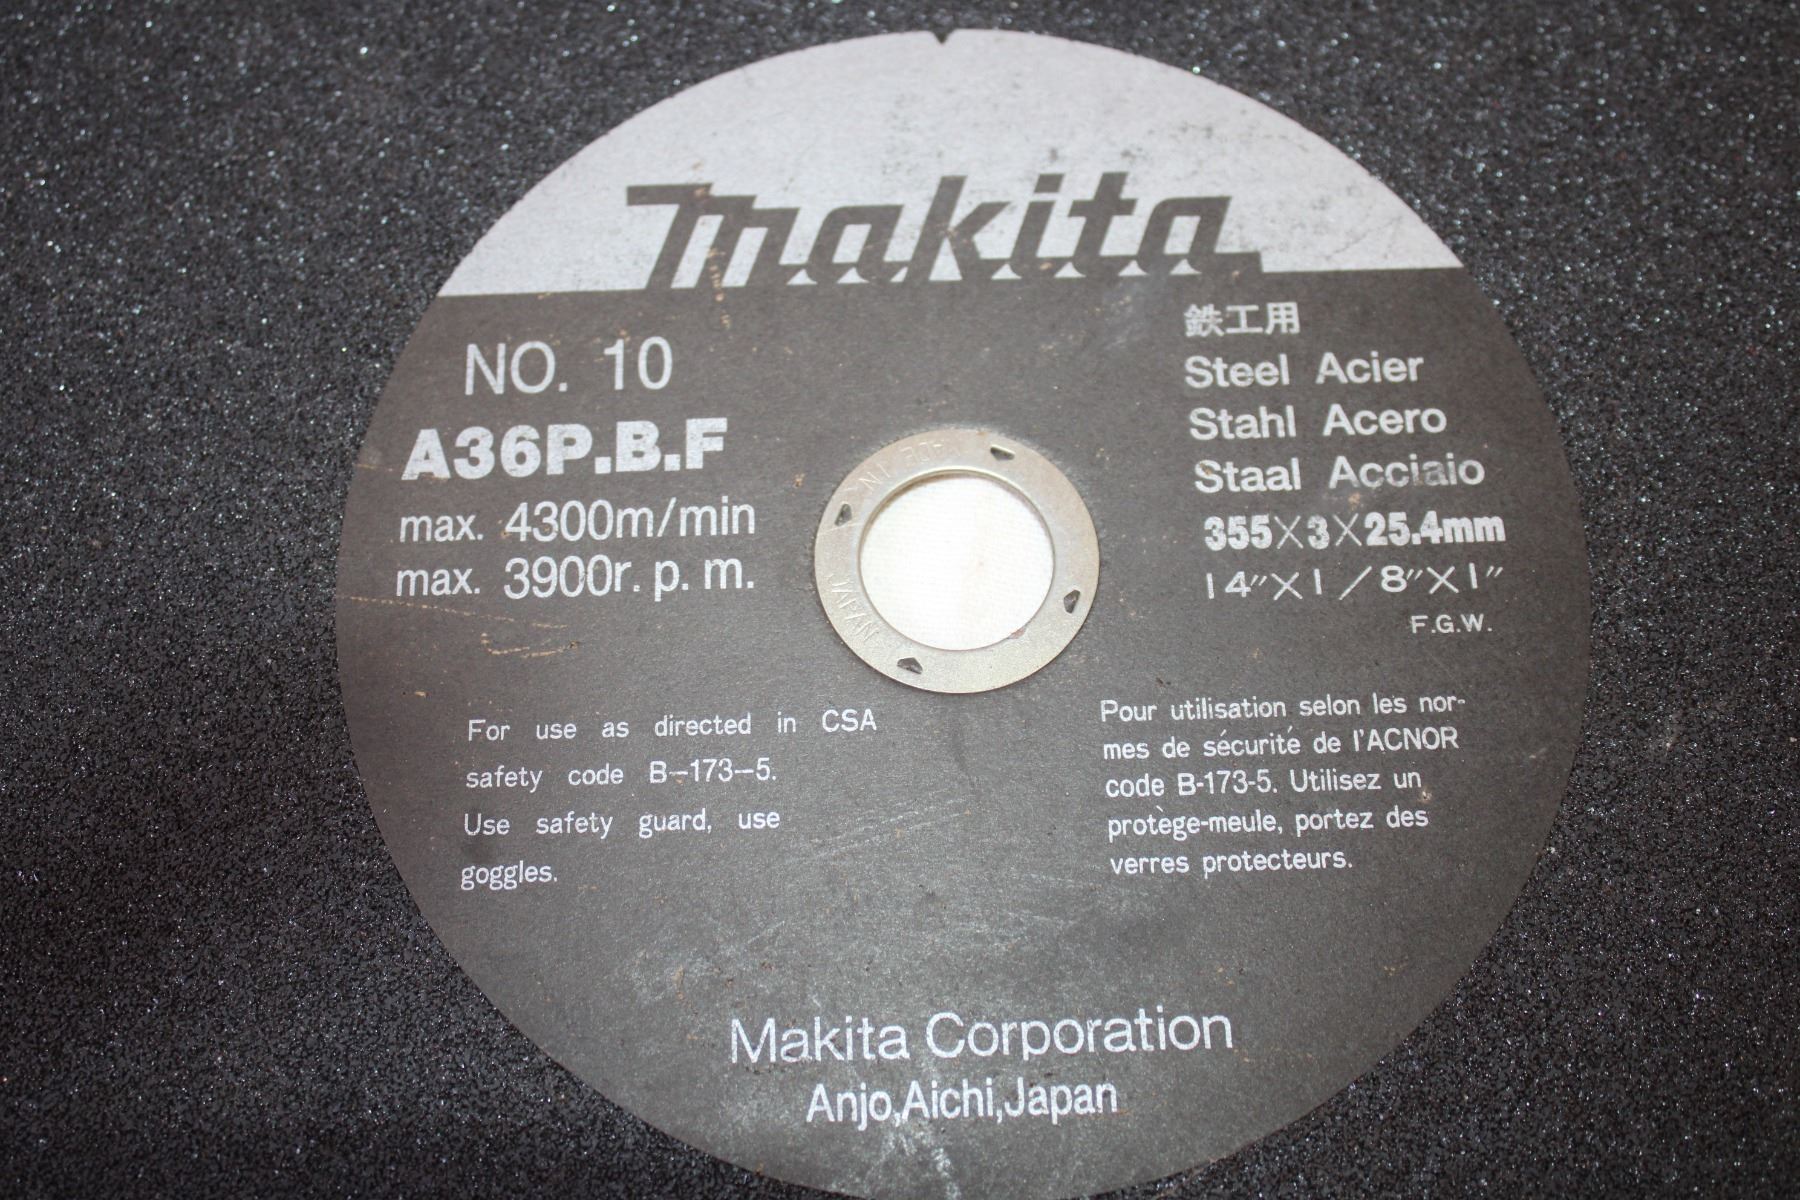 makita
NO. 10
A36P.B.F
max. 4300m/min
max. 3900r.p.m.
鉄工用
Steel Acier
Stahl Acero
Staal Acciaio
355×3×25.4mm
14″×1/8″×1″
F.G.W.
JAPAN
For use as directed in CSA
safety code B-173-5.
Use safety guard, use
goggles.
Pour utilisation selon les nor-
mes de sécurité de l'ACNOR
code B-173-5. Utilisez un
protège-meule, portez des
verres protecteurs.
Makita Corporation
Anjo,Aichi,Japan